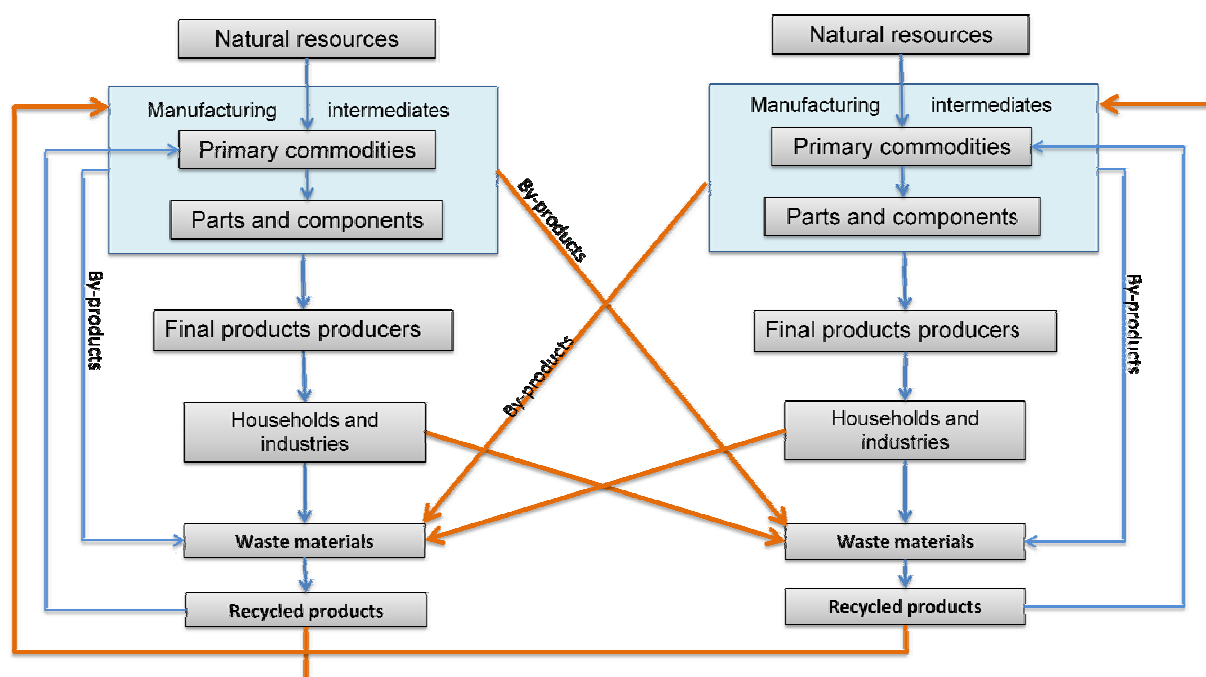 Natural resources
Manufacturing intermediates
Primary commodities
Parts and components
By-products
Final products producers
Households and
industries
Waste materials
Recycled products
By-products
By-products
Natural resources
Manufacturing intermediates
Primary commodities
Parts and components
By-products
Final products producers
Households and
industries
Waste materials
Recycled products